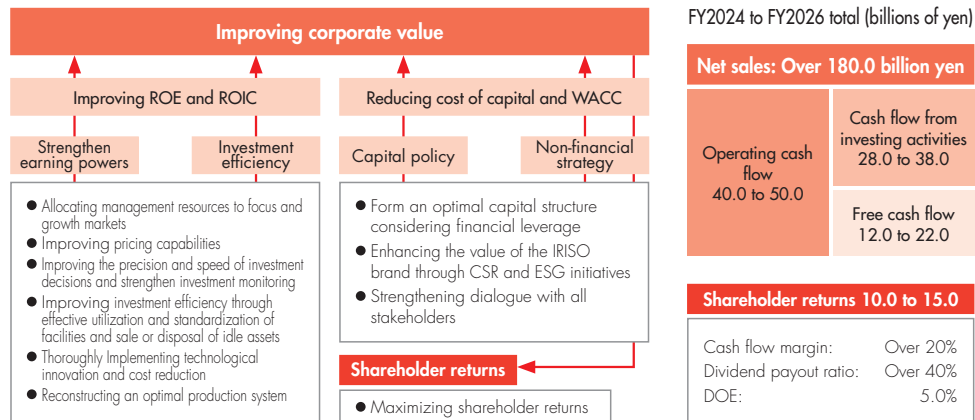 Improving corporate value
Improving ROE and ROIC
Reducing cost of capital and WACC
Strengthen
earning powers
Investment
efficiency
Capital policy
Non-financial
strategy
● Allocating management resources to focus and
growth markets
● Improving pricing capabilities
● Improving the precision and speed of investment
decisions and strengthen investment monitoring
● Improving investment efficiency through
effective utilization and standardization of
facilities and sale or disposal of idle assets
● Thoroughly Implementing technological
innovation and cost reduction
● Reconstructing an optimal production system
● Form an optimal capital structure
considering financial leverage
● Enhancing the value of the IRISO
brand through CSR and ESG initiatives
● Strengthening dialogue with all
stakeholders
Shareholder returns
● Maximizing shareholder returns
FY2024 to FY2026 total (billions of yen)
Net sales: Over 180.0 billion yen
Operating cash
flow
40.0 to 50.0
Cash flow from
investing activities
28.0 to 38.0
Free cash flow
12.0 to 22.0
Shareholder returns 10.0 to 15.0
Cash flow margin: Over 20%
Dividend payout ratio: Over 40%
DOE: 5.0%